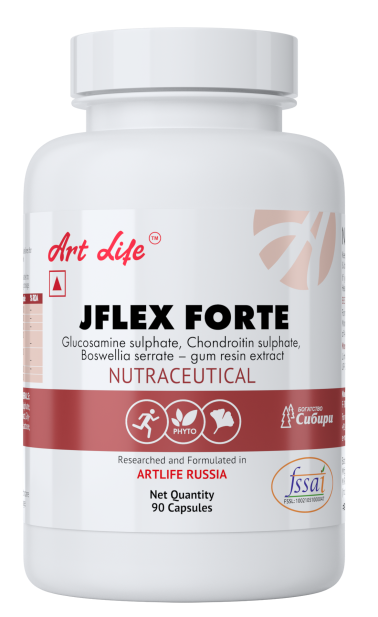 Art Life™
JFLEX FORTE
Glucosamine sulphate, Chondroitin sulphate,
Boswellia serrate – gum resin extract
NUTRACEUTICAL
PHYTO
БОГАТСТВО
Сибири
Researched and Formulated in
ARTLIFE RUSSIA
Net Quantity
90 Capsules
fssai